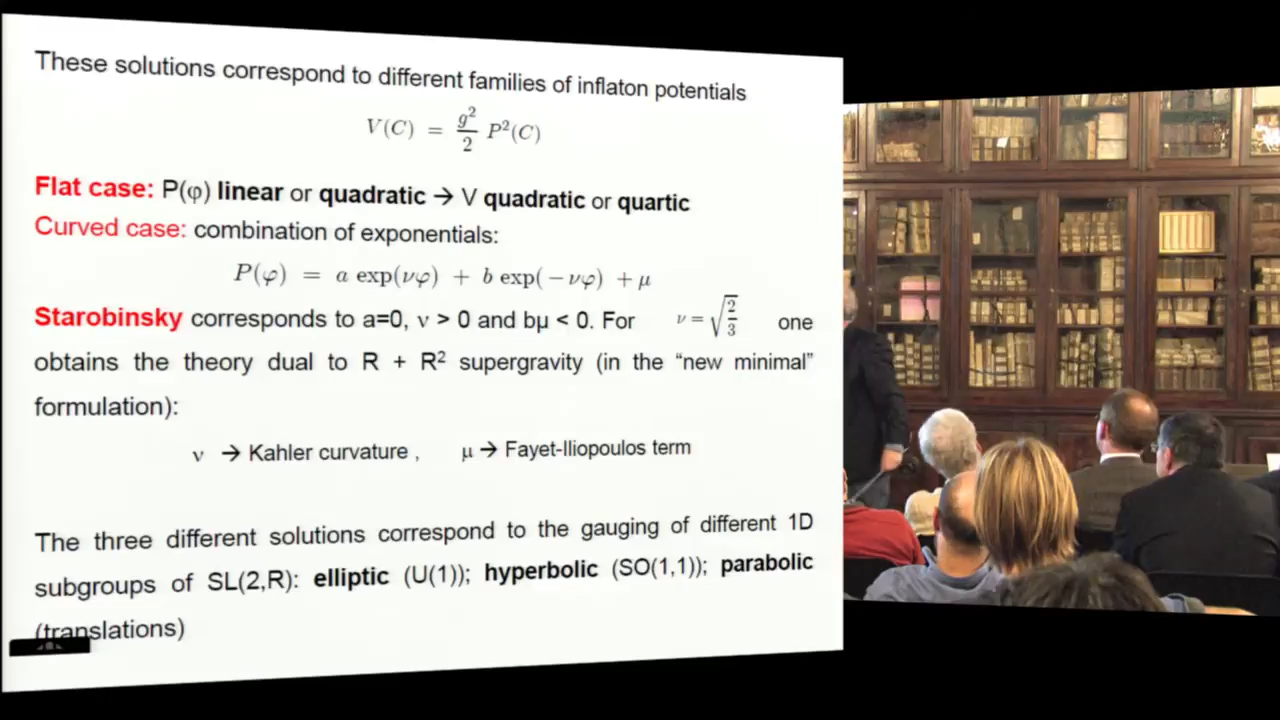 These solutions correspond to different families of inflaton potentials
V(C) = g²/2 P²(C)
Flat case: P(φ) linear or quadratic → V quadratic or quartic
Curved case: combination of exponentials:
P(φ) = a exp(νφ) + b exp(−νφ) + μ
Starobinsky corresponds to a=0, ν > 0 and bμ < 0. For ν = √(2/3) one
obtains the theory dual to R + R² supergravity (in the “new minimal”
formulation):
ν → Kahler curvature , μ → Fayet-Iliopoulos term
The three different solutions correspond to the gauging of different 1D
subgroups of SL(2,R): elliptic (U(1)); hyperbolic (SO(1,1)); parabolic
(translations)